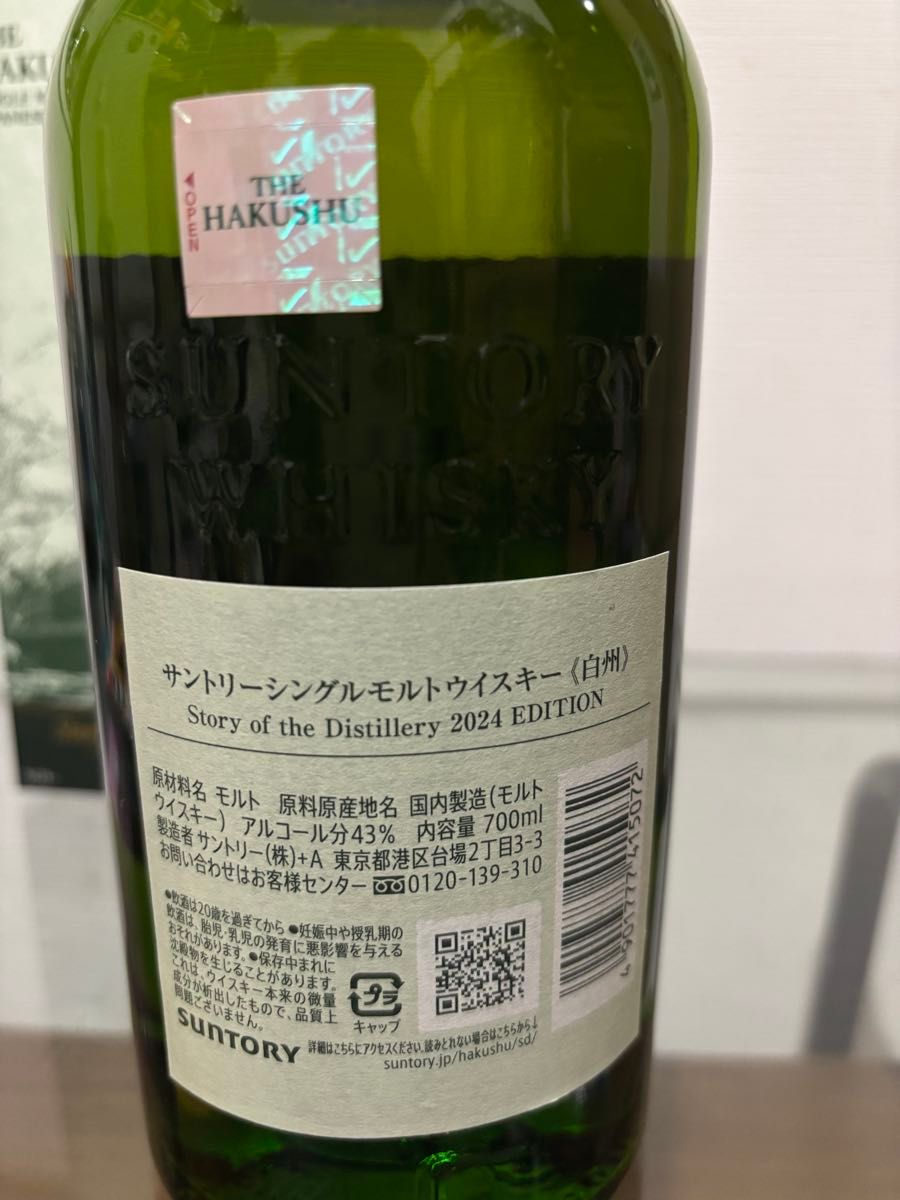 THE
HAKUSHU
◀OPEN
SUNTORY
SUNTORY
WHISKY
サントリーシングルモルトウイスキー《白州》
Story of the Distillery 2024 EDITION
原材料名 モルト 原料原産地名 国内製造(モルト
ウイスキー) アルコール分43% 内容量 700ml
製造者 サントリー(株)+A 東京都港区台場2丁目3-3
お問い合わせはお客様センター 0120-139-310
●飲酒は20歳を過ぎてから ●妊娠中や授乳期の
飲酒は、胎児・乳児の発育に悪影響を与える
おそれがあります。●保存中まれに
沈殿物を生じることがあります。
これは、ウイスキー本来の微量
成分が析出したもので、品質上
問題ございません。
プラ
キャップ
4 901777 415072
SUNTORY
詳細はこちらにアクセスください。読みとれない場合はこちらから↓
suntory.jp/hakushu/sd/